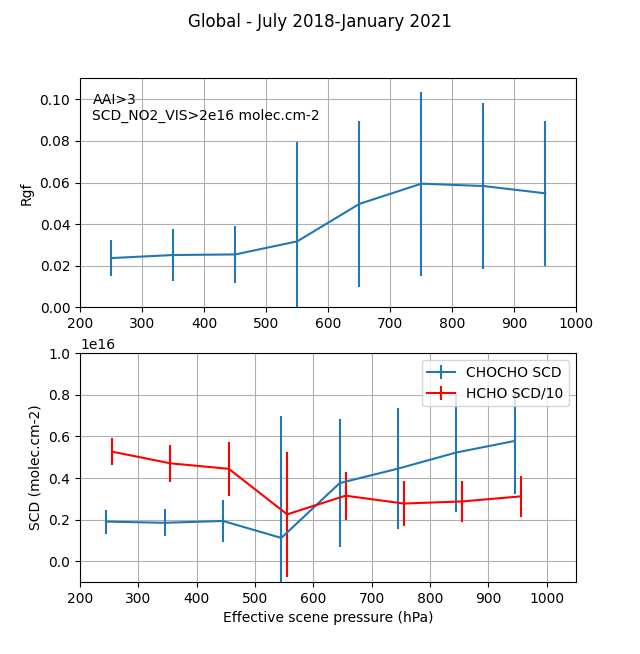 Global - July 2018-January 2021
AAI>3
SCD_NO2_VIS>2e16 molec.cm-2
Rgf
0.10
0.08
0.06
0.04
0.02
0.00
200 300 400 500 600 700 800 900 1000
1e16
CHOCHO SCD
HCHO SCD/10
SCD (molec.cm-2)
1.0
0.8
0.6
0.4
0.2
0.0
200 300 400 500 600 700 800 900 1000
Effective scene pressure (hPa)